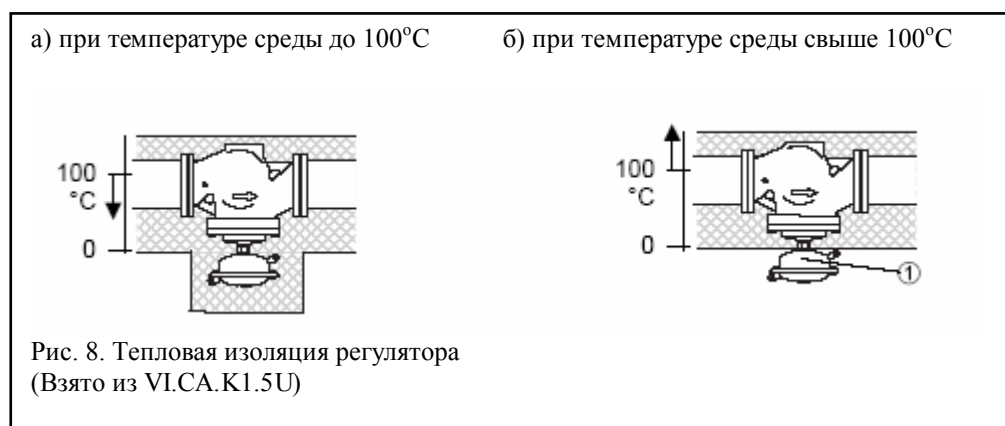 а) при температуре среды до 100°С
б) при температуре среды свыше 100°С
100
°C
0
100
°C
0
1
Рис. 8. Тепловая изоляция регулятора
(Взято из VI.CA.K1.5U)